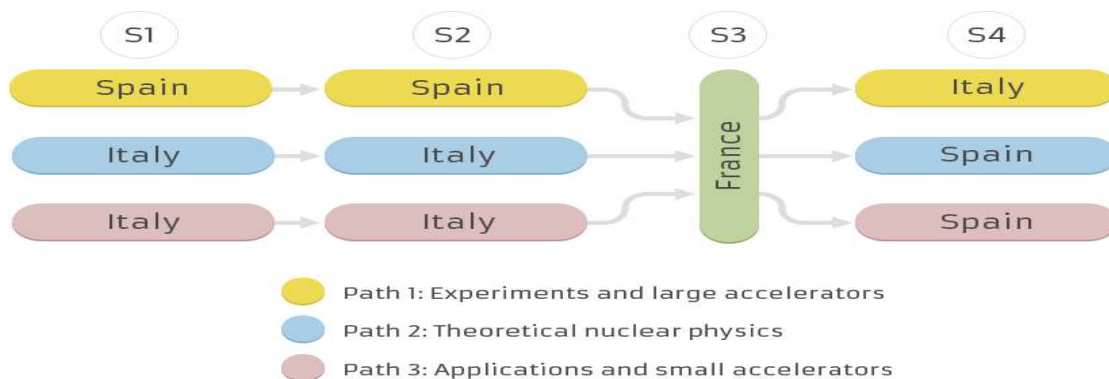 S1 S2 S3 S4
Spain Spain Italy
Italy Italy France Spain
Italy Italy Spain
Path 1: Experiments and large accelerators
Path 2: Theoretical nuclear physics
Path 3: Applications and small accelerators